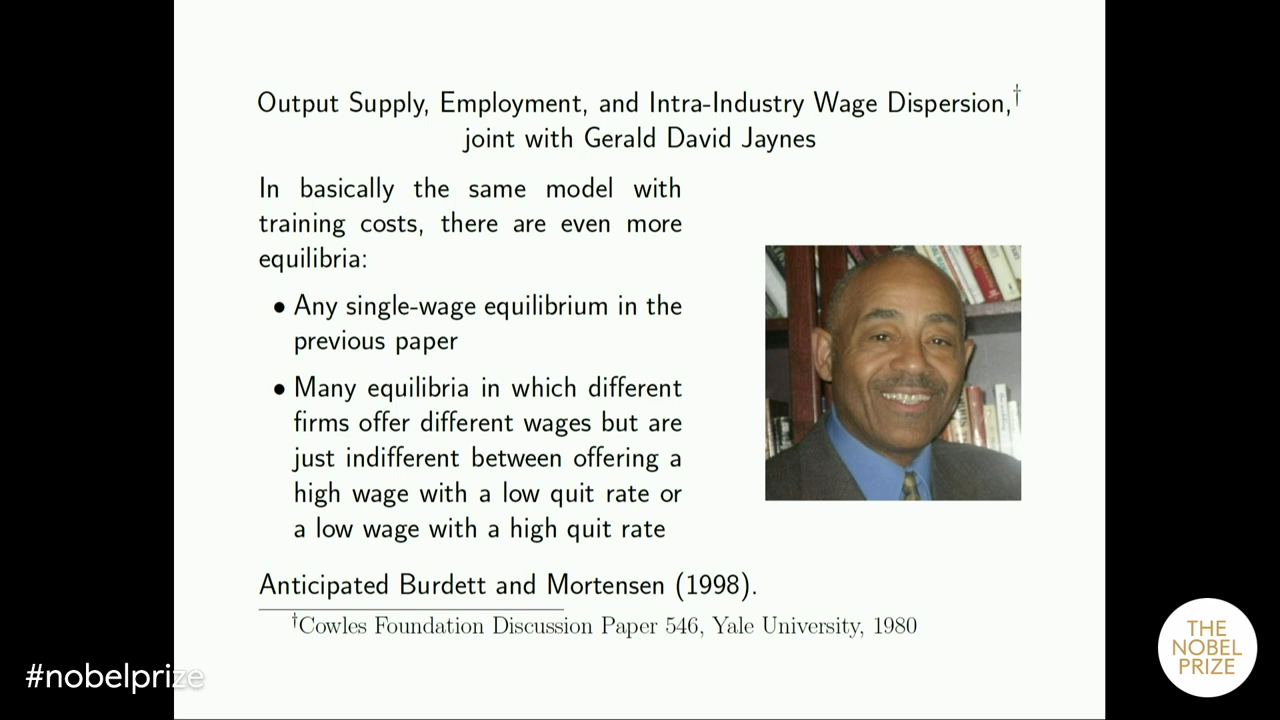 Output Supply, Employment, and Intra-Industry Wage Dispersion,†
joint with Gerald David Jaynes
In basically the same model with
training costs, there are even more
equilibria:
• Any single-wage equilibrium in the
previous paper
• Many equilibria in which different
firms offer different wages but are
just indifferent between offering a
high wage with a low quit rate or
a low wage with a high quit rate
Anticipated Burdett and Mortensen (1998).
†Cowles Foundation Discussion Paper 546, Yale University, 1980
#nobelprize
THE
NOBEL
PRIZE